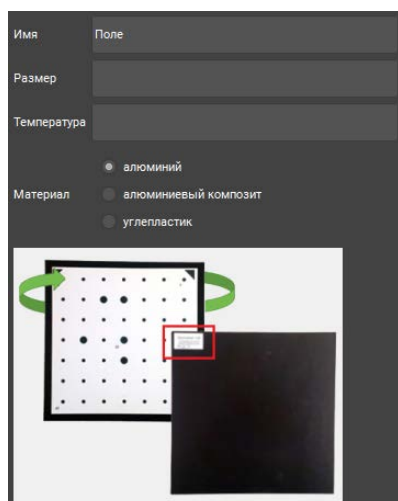 Имя Поле
Размер
Температура
алюминий
Материал алюминиевый композит
углепластик